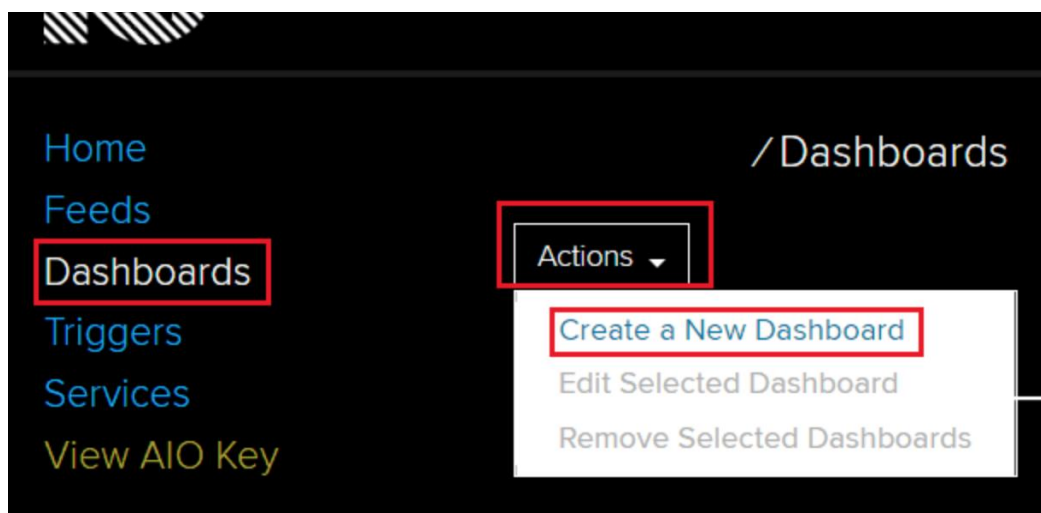 Home
Feeds
Dashboards
Triggers
Services
View AIO Key
/Dashboards
Actions
Create a New Dashboard
Edit Selected Dashboard
Remove Selected Dashboards